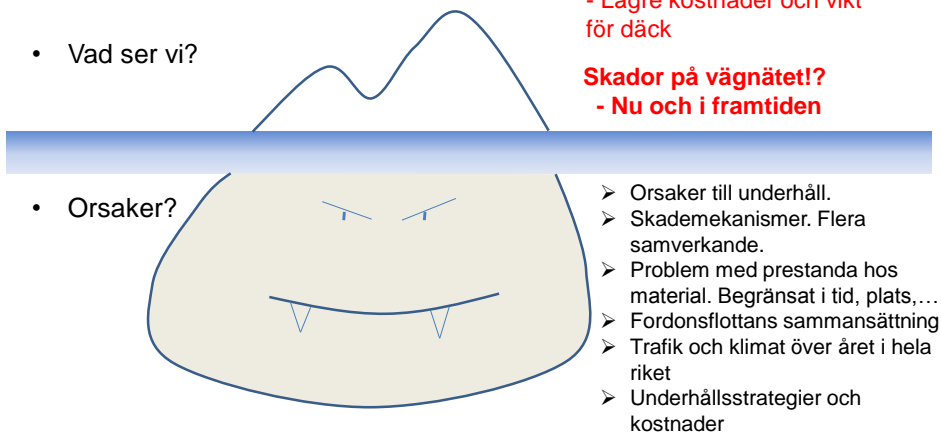 - Lägre kostnader och vikt
för däck
• Vad ser vi?
Skador på vägnätet!?
- Nu och i framtiden
• Orsaker?
➢ Orsaker till underhåll.
➢ Skademekanismer. Flera
samverkande.
➢ Problem med prestanda hos
material. Begränsat i tid, plats,…
➢ Fordonsflottans sammansättning
➢ Trafik och klimat över året i hela
riket
➢ Underhållsstrategier och
kostnader